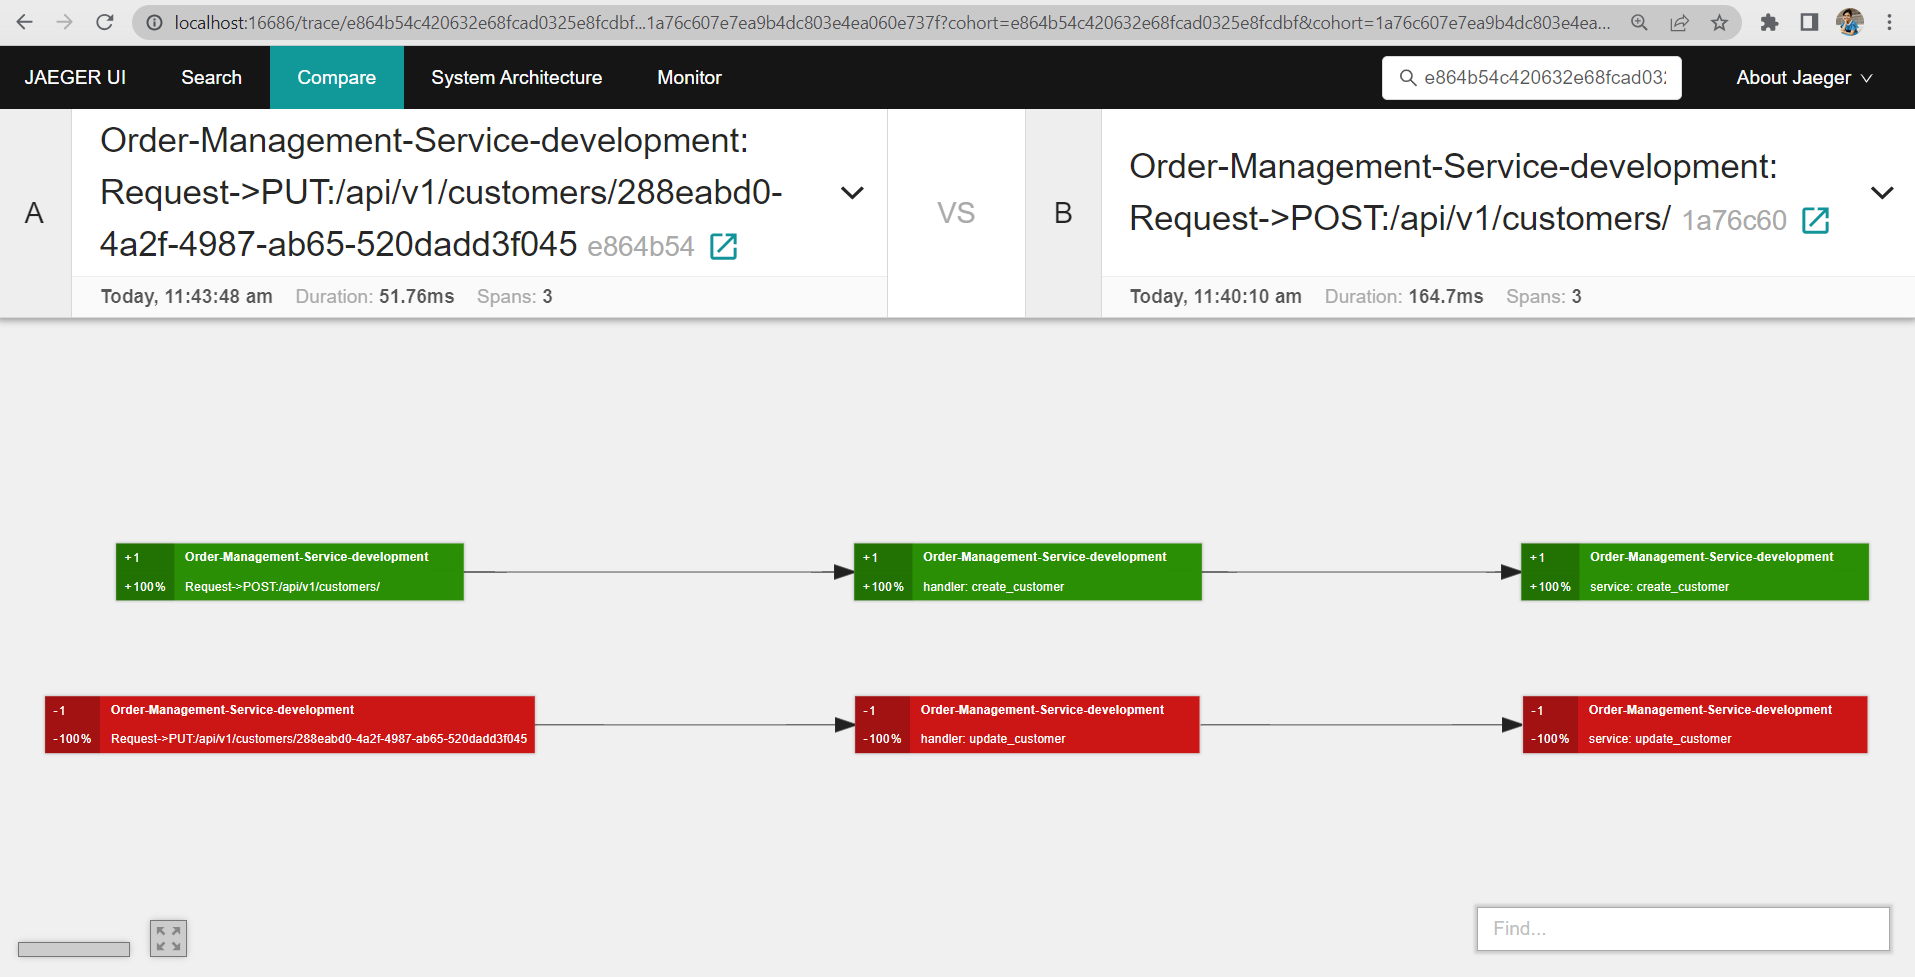 localhost:16686/trace/e864b54c420632e68fcad0325e8fcdbf...1a76c607e7ea9b4dc803e4ea060e737f?cohort=e864b54c420632e68fcad0325e8fcdbf&cohort=1a76c607e7ea9b4dc803e4ea...
JAEGER UI Search Compare System Architecture Monitor e864b54c420632e68fcad03 About Jaeger
A
Order-Management-Service-development:
Request->PUT:/api/v1/customers/288eabd0-
4a2f-4987-ab65-520dadd3f045 e864b54
Today, 11:43:48 am Duration: 51.76ms Spans: 3
VS
B
Order-Management-Service-development:
Request->POST:/api/v1/customers/ 1a76c60
Today, 11:40:10 am Duration: 164.7ms Spans: 3
+1 Order-Management-Service-development
+100% Request->POST:/api/v1/customers/
+1 Order-Management-Service-development
+100% handler: create_customer
+1 Order-Management-Service-development
+100% service: create_customer
-1 Order-Management-Service-development
-100% Request->PUT:/api/v1/customers/288eabd0-4a2f-4987-ab65-520dadd3f045
-1 Order-Management-Service-development
-100% handler: update_customer
-1 Order-Management-Service-development
-100% service: update_customer
Find...